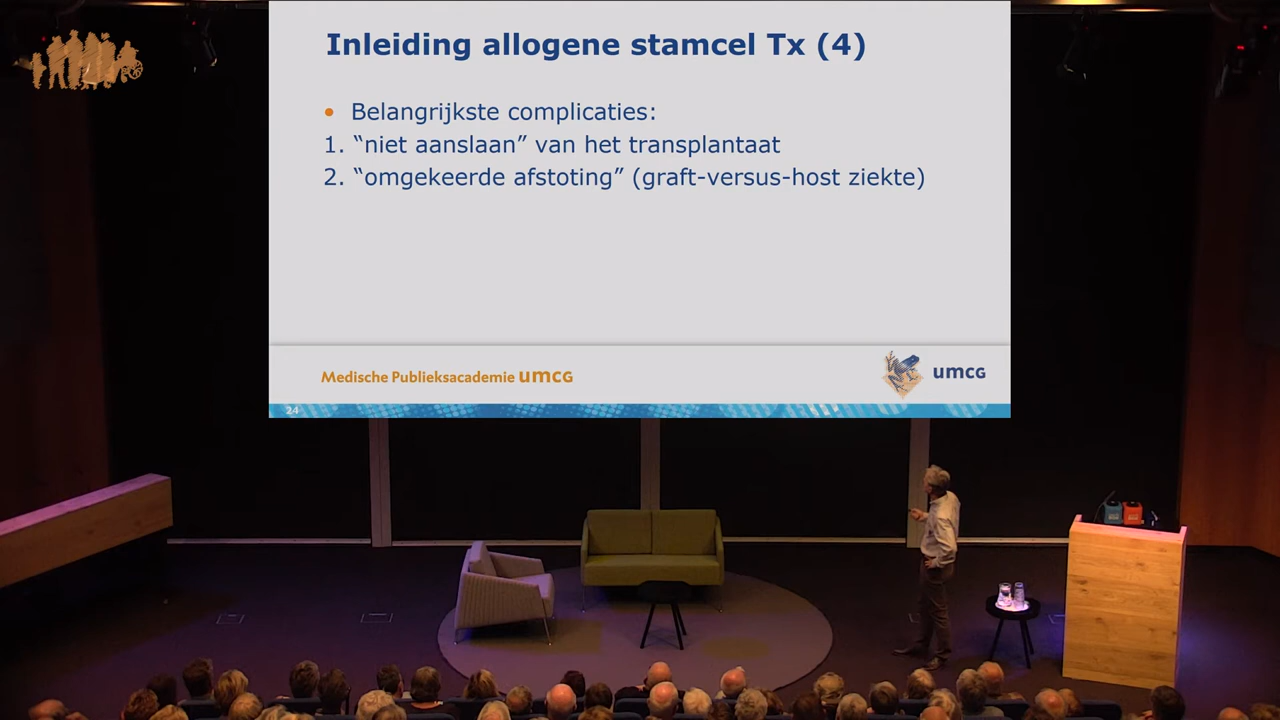 Inleiding allogene stamcel Tx (4)
• Belangrijkste complicaties:
1. “niet aanslaan” van het transplantaat
2. “omgekeerde afstoting” (graft-versus-host ziekte)
Medische Publieksacademie umcg
umcg
24